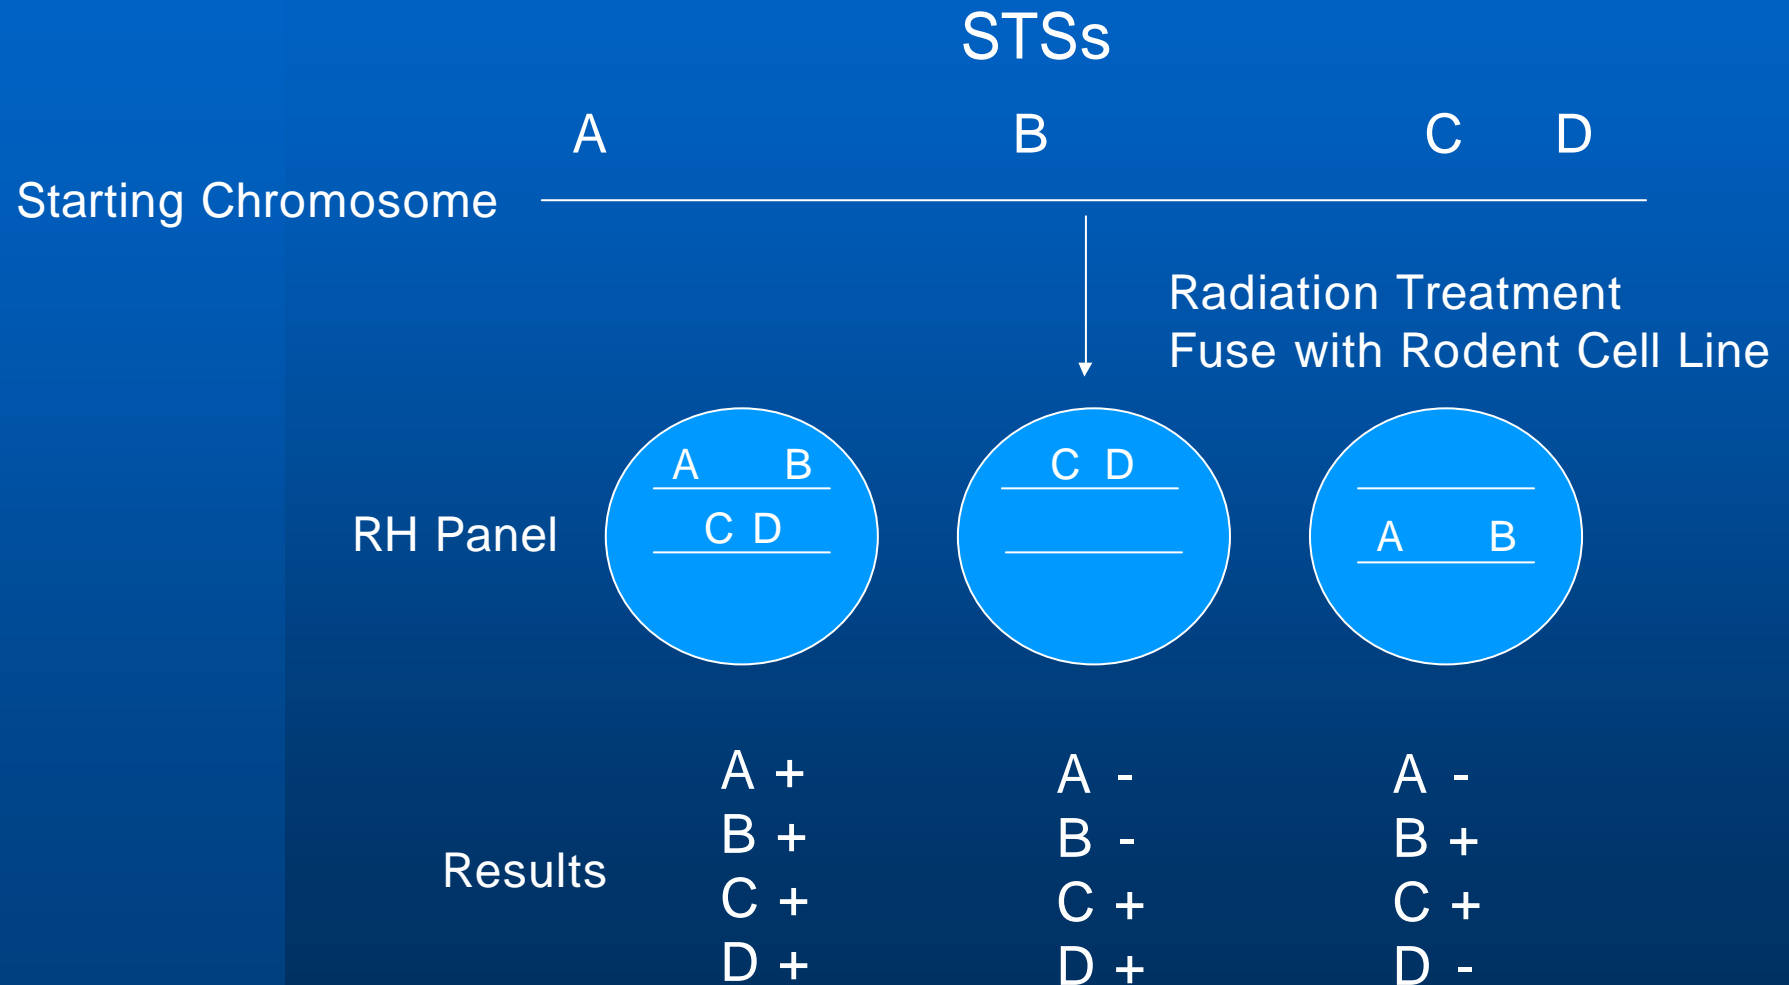 STSs
A B C D
Starting Chromosome
Radiation Treatment
Fuse with Rodent Cell Line
A B
C D
C D
A B
RH Panel
A + A - A -
B + B - B +
Results
C + C + C +
D + D + D -